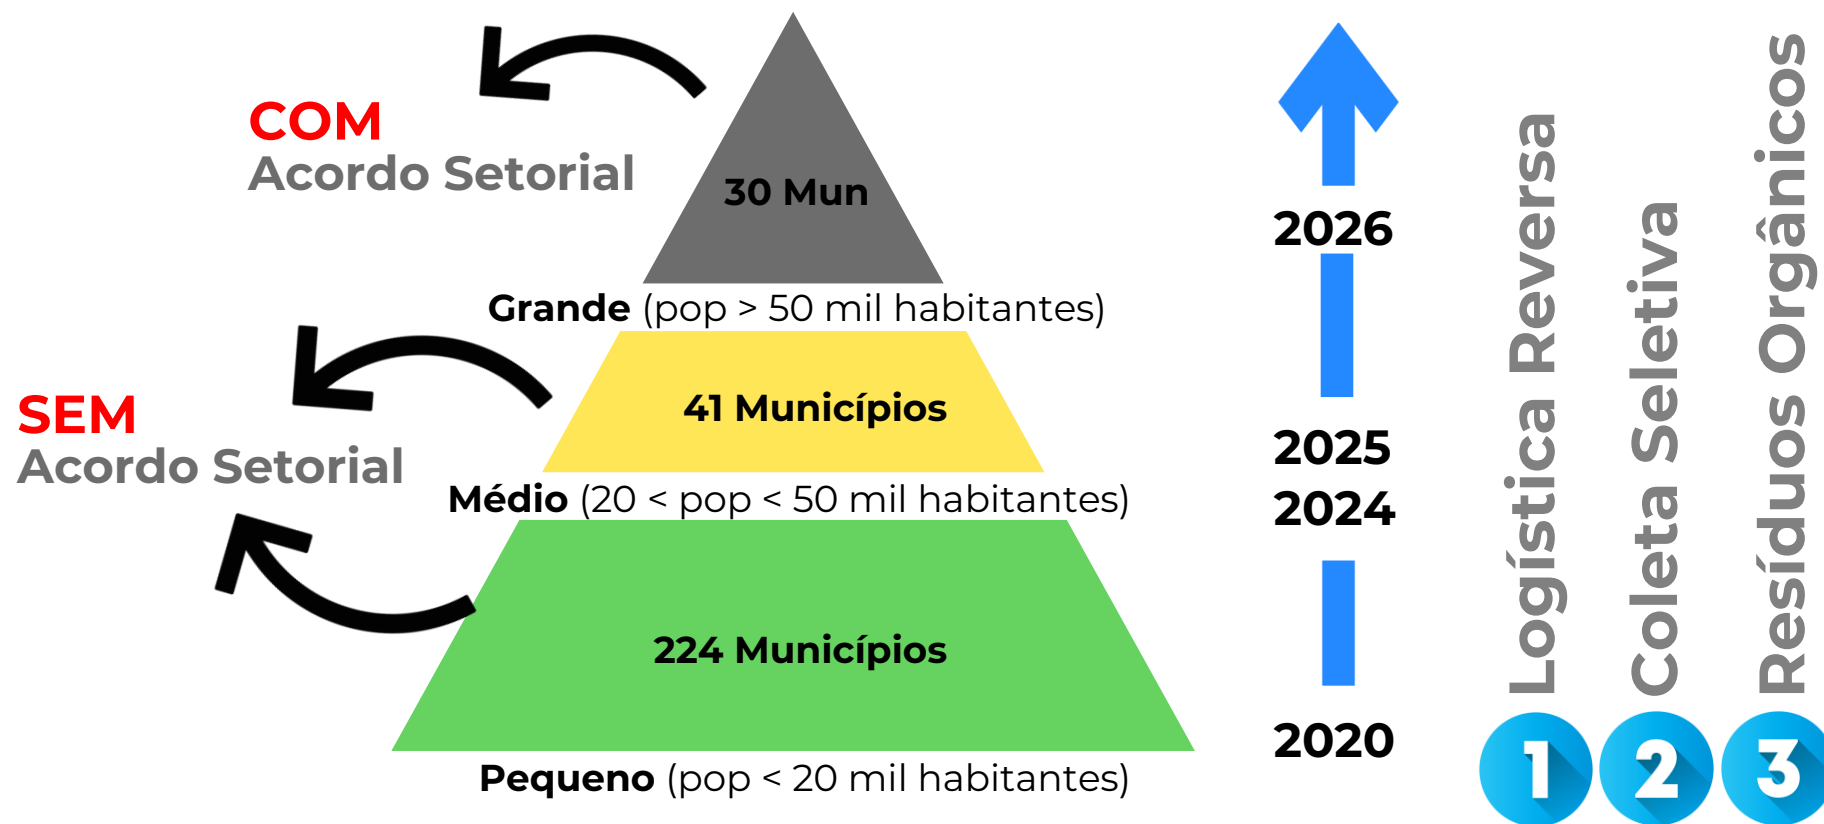 COM
Acordo Setorial
30 Mun
Grande (pop > 50 mil habitantes)
41 Municípios
SEM
Acordo Setorial
Médio (20 < pop < 50 mil habitantes)
224 Municípios
Pequeno (pop < 20 mil habitantes)
2026
2025
2024
2020
Logística Reversa
1
Coleta Seletiva
2
Resíduos Orgânicos
3